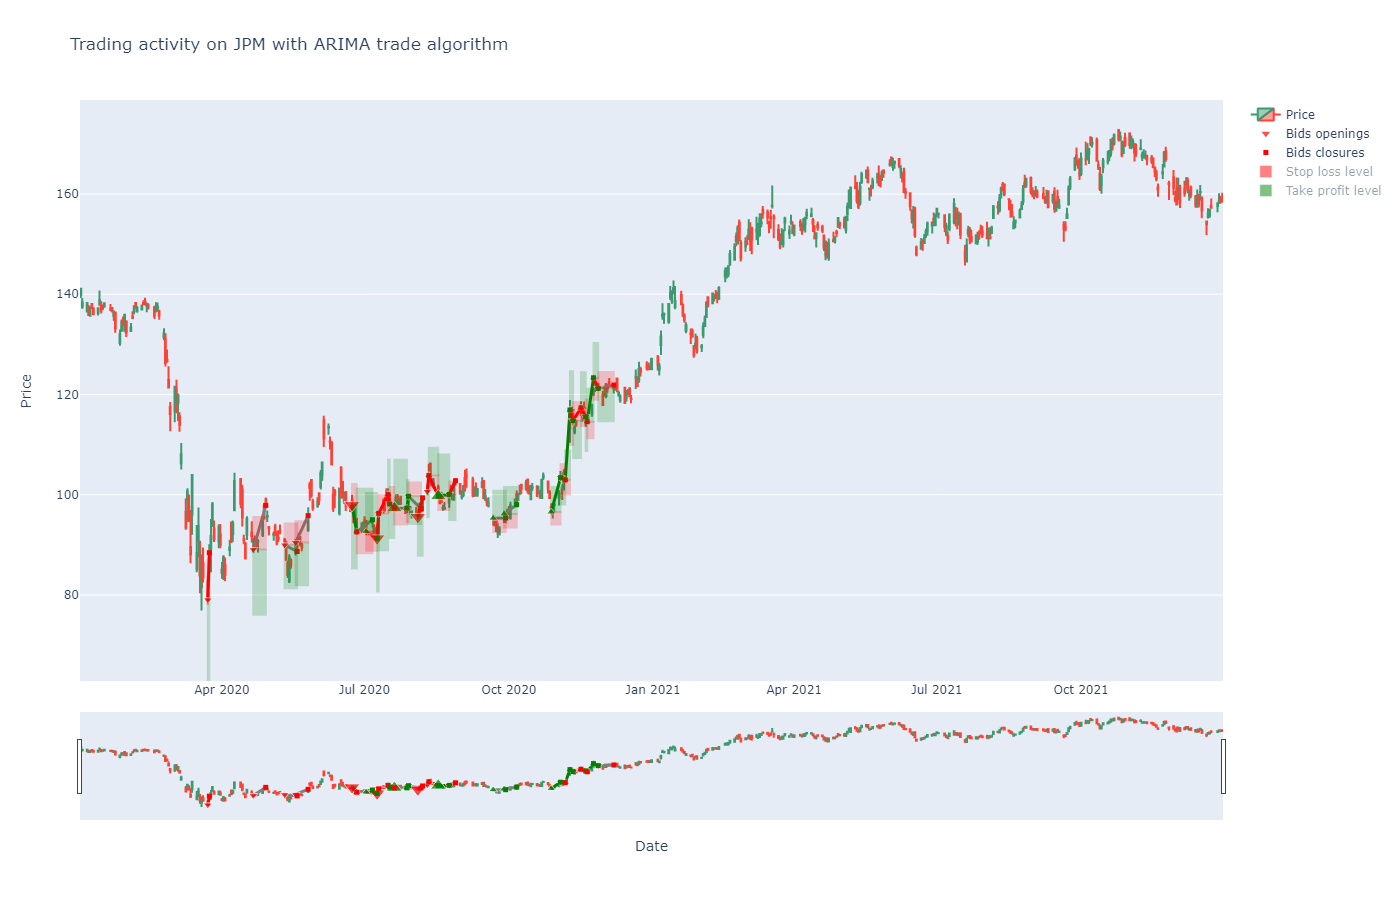 Trading activity on JPM with ARIMA trade algorithm
Price
Bids openings
Bids closures
Stop loss level
Take profit level
160
140
120
100
80
Price
Apr 2020
Jul 2020
Oct 2020
Jan 2021
Apr 2021
Jul 2021
Oct 2021
Date